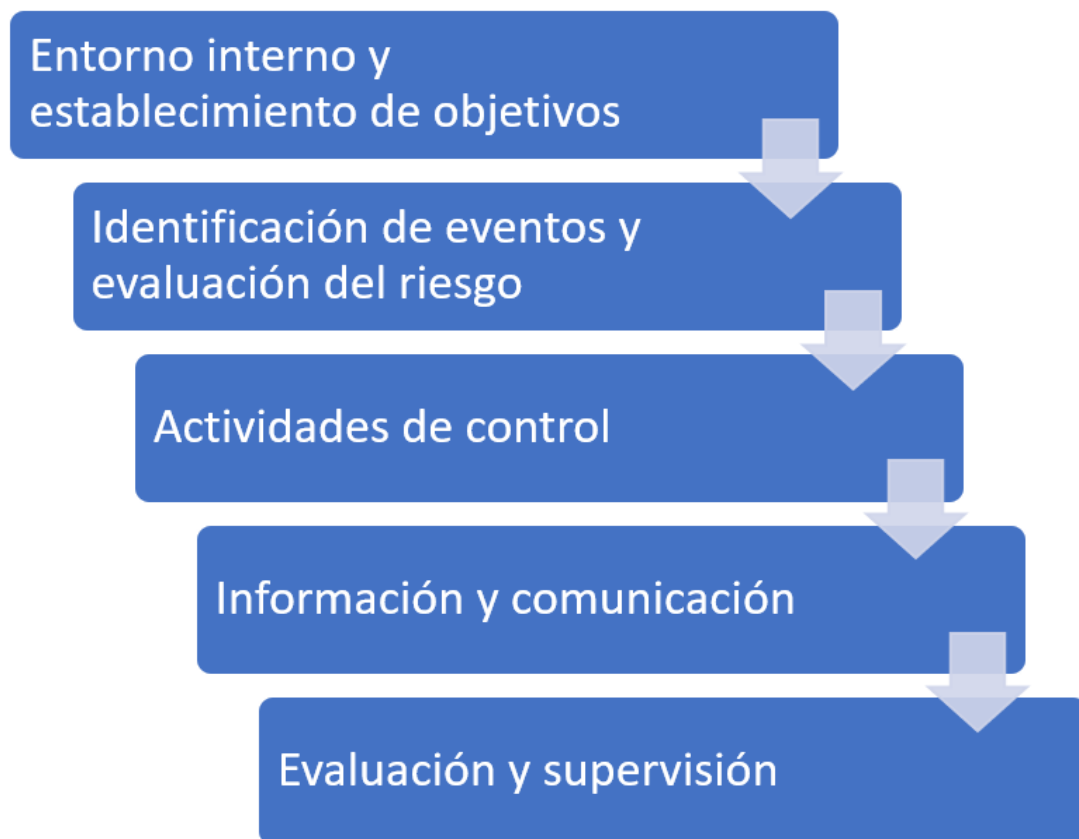 Entorno interno y
establecimiento de objetivos
Identificación de eventos y
evaluación del riesgo
Actividades de control
Información y comunicación
Evaluación y supervisión